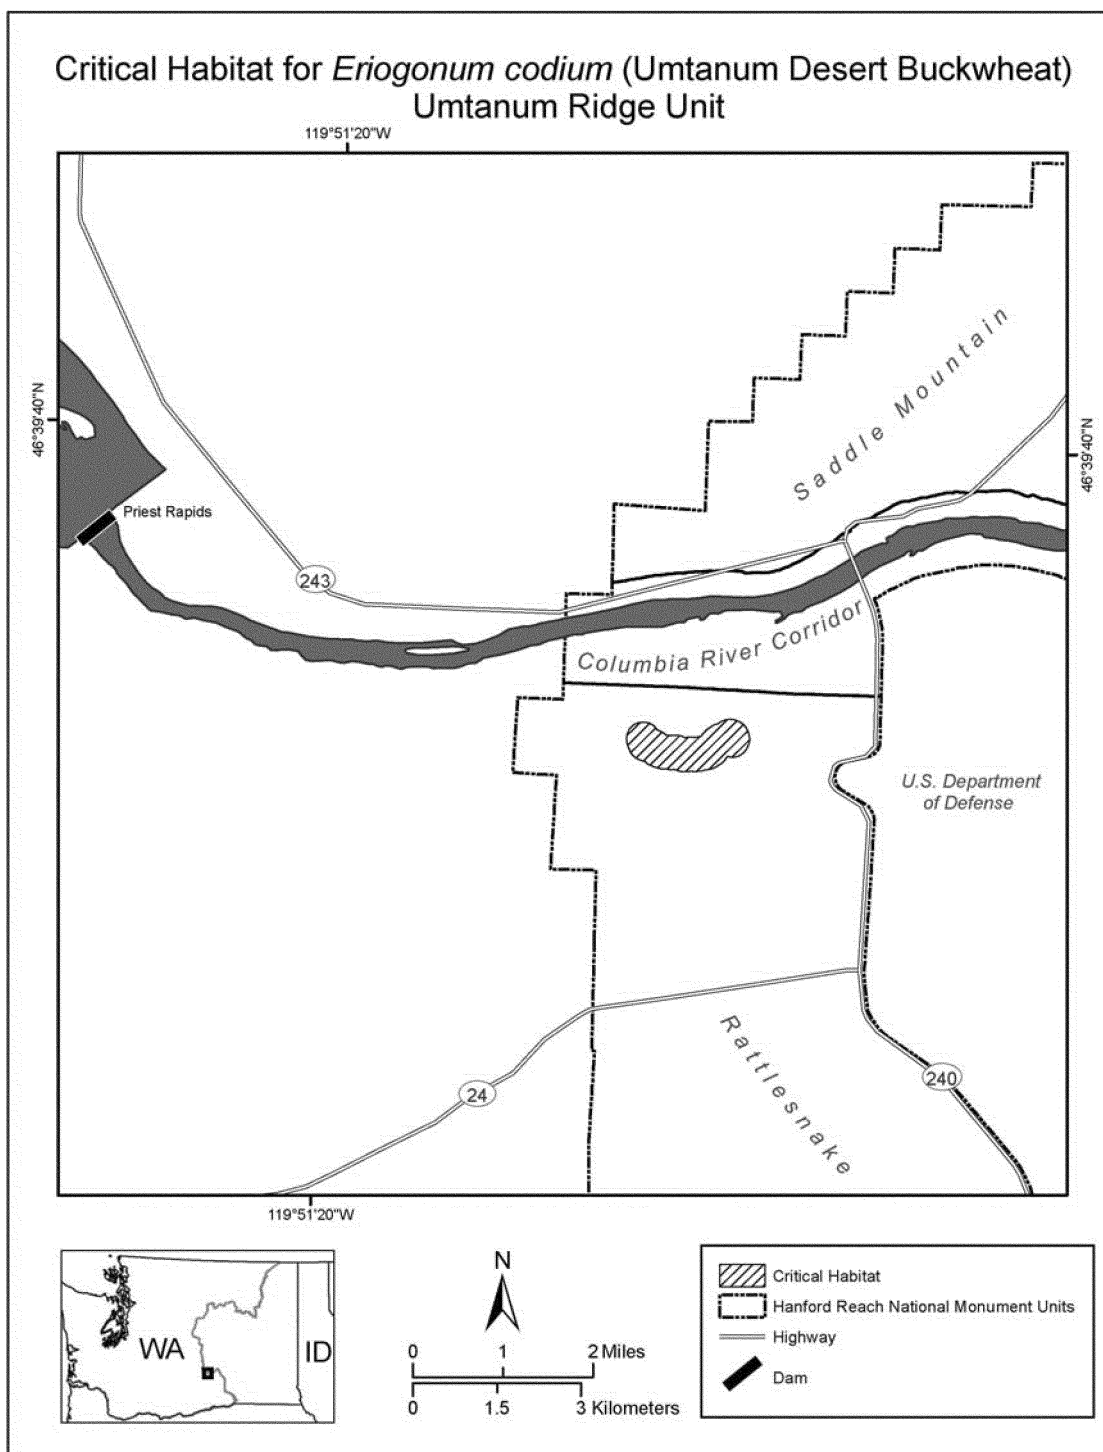 Critical Habitat for Eriogonum codium (Umtanum Desert Buckwheat)
Umtanum Ridge Unit
119°51'20"W
46°39'40"N
46°39'40"N
Saddle Mountain
Priest Rapids
243
Columbia River Corridor
U.S. Department
of Defense
Rattlesnake
240
24
119°51'20"W
WA
ID
N
0 1 2 Miles
0 1.5 3 Kilometers
Critical Habitat
Hanford Reach National Monument Units
Highway
Dam